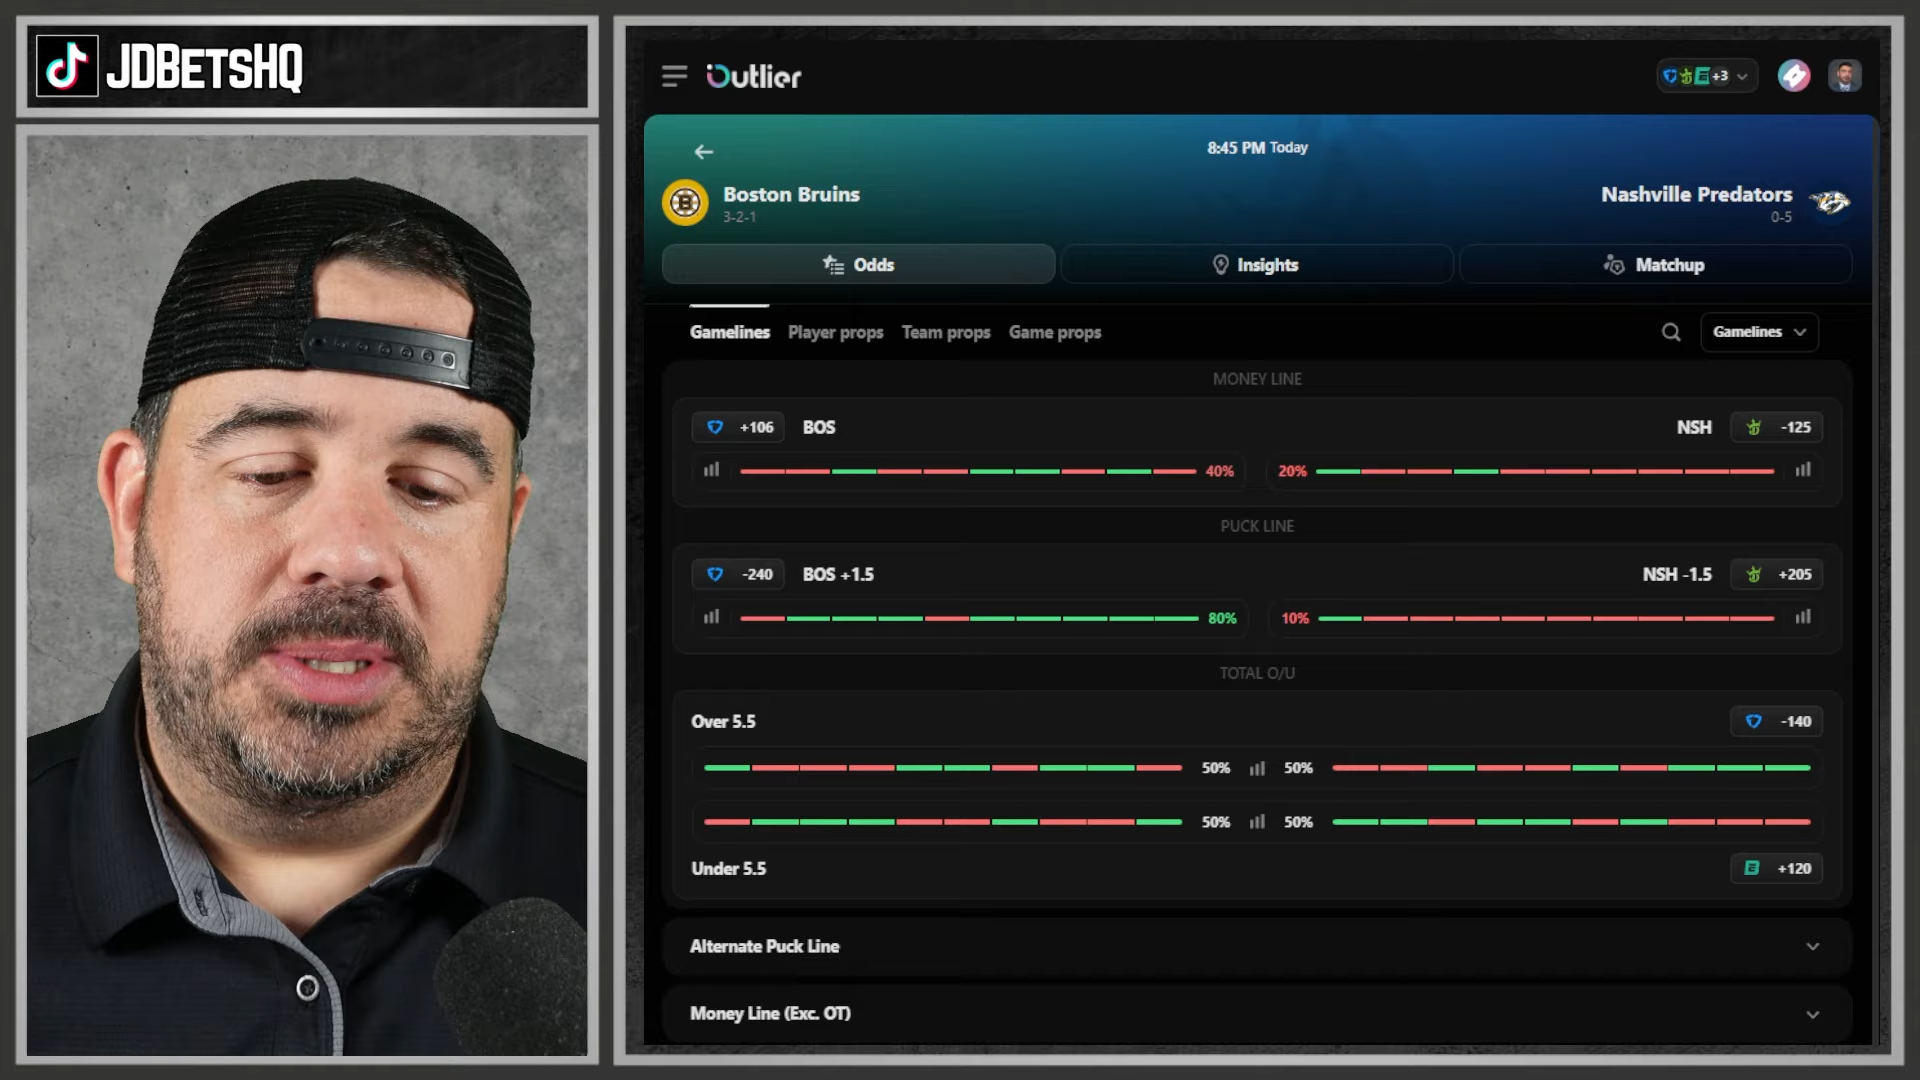 JDBETSHQ
Outlier
+3
8:45 PM Today
Boston Bruins
3-2-1
Nashville Predators
0-5
Odds
Insights
Matchup
Gamelines
Player props
Team props
Game props
Gamelines
MONEY LINE
+106 BOS
NSH -125
40%
20%
PUCK LINE
-240 BOS +1.5
NSH -1.5 +205
80%
10%
TOTAL O/U
Over 5.5
-140
50% 50%
50% 50%
Under 5.5
+120
Alternate Puck Line
Money Line (Exc. OT)